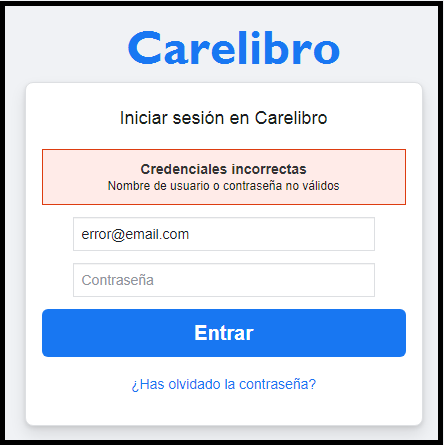 Carelibro
Iniciar sesión en Carelibro
Credenciales incorrectas
Nombre de usuario o contraseña no válidos
error@email.com
Contraseña
Entrar
¿Has olvidado la contraseña?